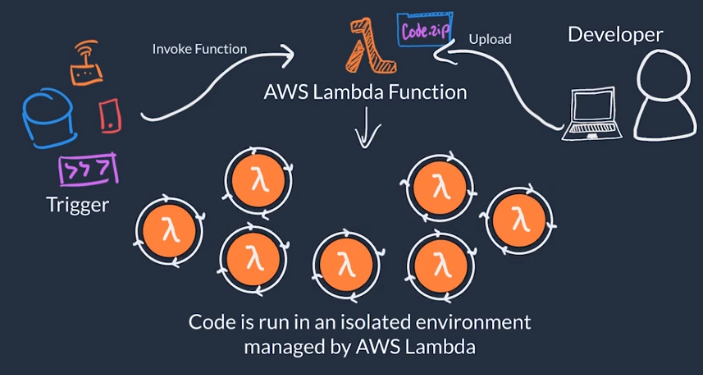 Invoke Function
Code.zip
Upload
Developer
AWS Lambda Function
Trigger
λ
λ
λ
λ
λ
λ
λ
Code is run in an isolated environment
managed by AWS Lambda